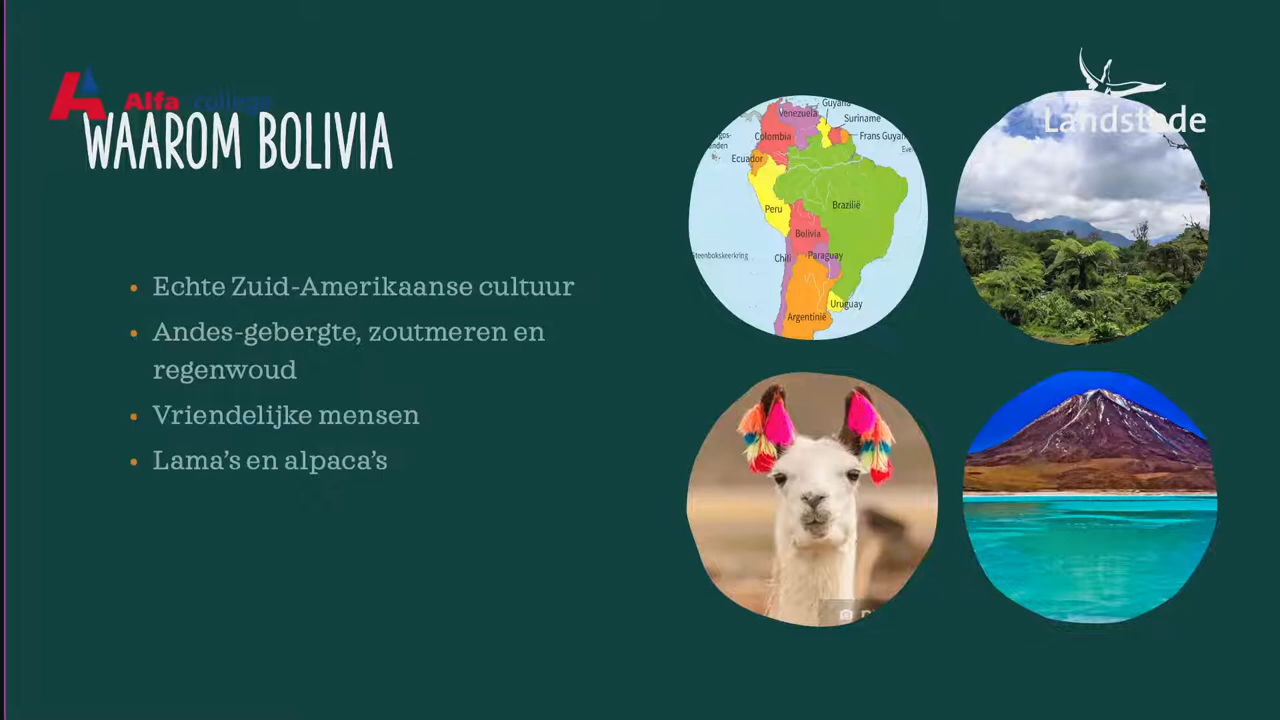 Alfa-college
WAAROM BOLIVIA
Landstede
Echte Zuid-Amerikaanse cultuur
Andes-gebergte, zoutmeren en
regenwoud
Vriendelijke mensen
Lama's en alpaca's
Guyana
Venezuela
Suriname
Colombia
Frans Guyan
Ecuador
Peru
Brazilië
Bolivia
Chili
Paraguay
Steenbokskeerkring
Uruguay
Argentinië